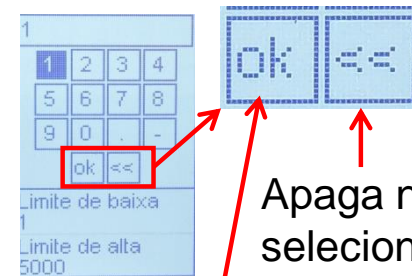 1
1 2 3 4
5 6 7 8
9 0 . -
ok <<
Limite de baixa
1
Limite de alta
5000
ok <<
Apaga
selecion